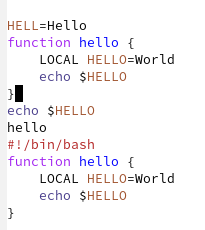 HELL=Hello
function hello {
    LOCAL HELLO=World
    echo $HELLO
}
echo $HELLO
hello
#!/bin/bash
function hello {
    LOCAL HELLO=World
    echo $HELLO
}